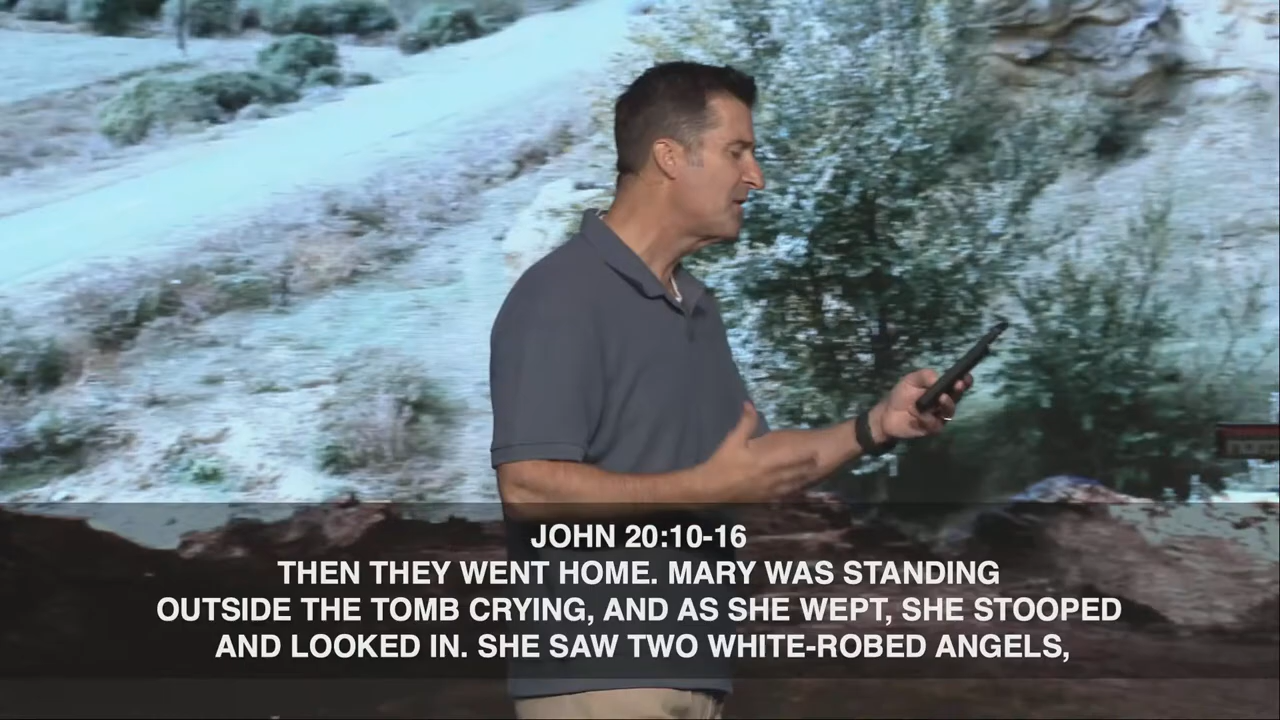 JOHN 20:10-16
THEN THEY WENT HOME. MARY WAS STANDING
OUTSIDE THE TOMB CRYING, AND AS SHE WEPT, SHE STOOPED
AND LOOKED IN. SHE SAW TWO WHITE-ROBED ANGELS,